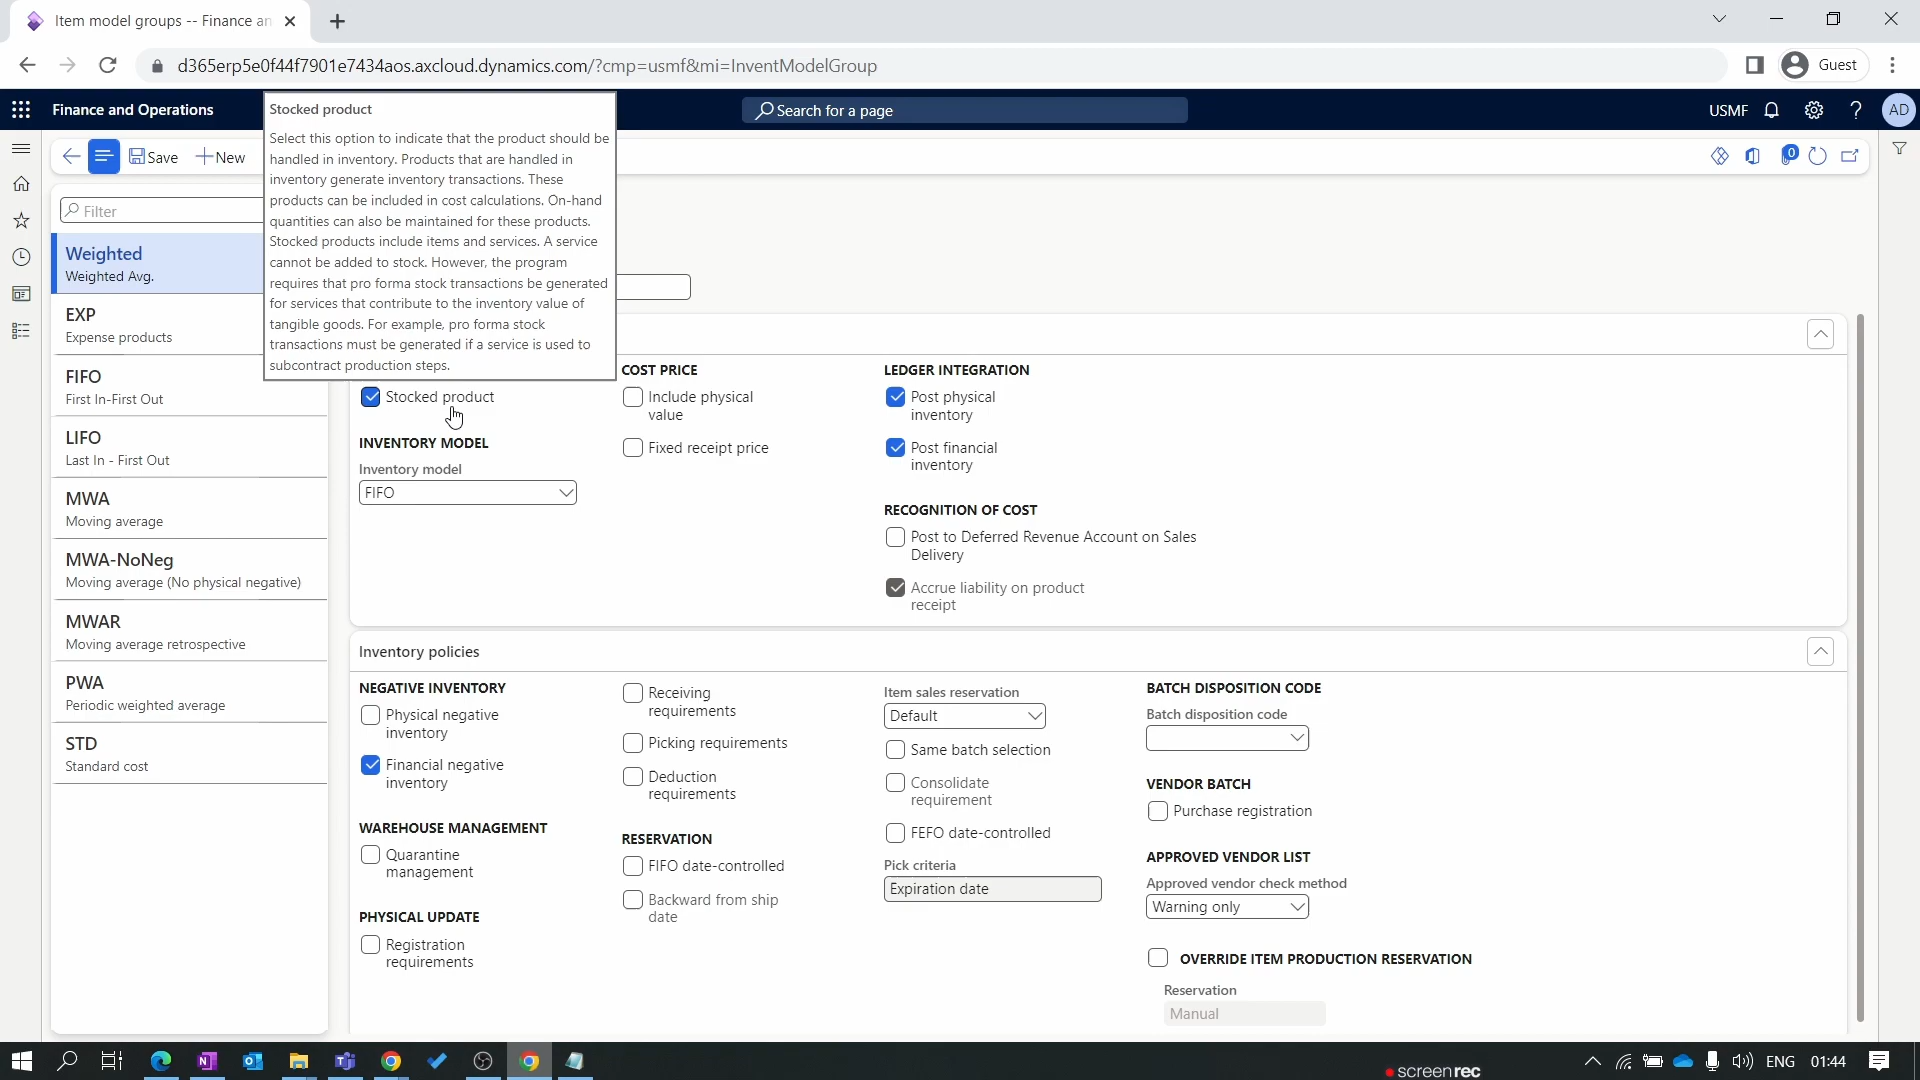 Item model groups -- Finance an
d365erp5e0f44f7901e7434aos.axcloud.dynamics.com/?cmp=usmf&mi=InventModelGroup
Guest
Finance and Operations
Search for a page
USMF
?
AD
Save
New
0
Stocked product
Select this option to indicate that the product should be
handled in inventory. Products that are handled in
inventory generate inventory transactions. These
products can be included in cost calculations. On-hand
quantities can also be maintained for these products.
Stocked products include items and services. A service
cannot be added to stock. However, the program
requires that pro forma stock transactions be generated
for services that contribute to the inventory value of
tangible goods. For example, pro forma stock
transactions must be generated if a service is used to
subcontract production steps.
Filter
Weighted
Weighted Avg.
EXP
Expense products
FIFO
First In-First Out
LIFO
Last In - First Out
MWA
Moving average
MWA-NoNeg
Moving average (No physical negative)
MWAR
Moving average retrospective
PWA
Periodic weighted average
STD
Standard cost
Stocked product
INVENTORY MODEL
Inventory model
FIFO
COST PRICE
Include physical
value
Fixed receipt price
LEDGER INTEGRATION
Post physical
inventory
Post financial
inventory
RECOGNITION OF COST
Post to Deferred Revenue Account on Sales
Delivery
Accrue liability on product
receipt
Inventory policies
NEGATIVE INVENTORY
Physical negative
inventory
Financial negative
inventory
WAREHOUSE MANAGEMENT
Quarantine
management
PHYSICAL UPDATE
Registration
requirements
Receiving
requirements
Picking requirements
Deduction
requirements
RESERVATION
FIFO date-controlled
Backward from ship
date
Item sales reservation
Default
Same batch selection
Consolidate
requirement
FEFO date-controlled
Pick criteria
Expiration date
BATCH DISPOSITION CODE
Batch disposition code
VENDOR BATCH
Purchase registration
APPROVED VENDOR LIST
Approved vendor check method
Warning only
OVERRIDE ITEM PRODUCTION RESERVATION
Reservation
Manual
screenrec
ENG
01:44